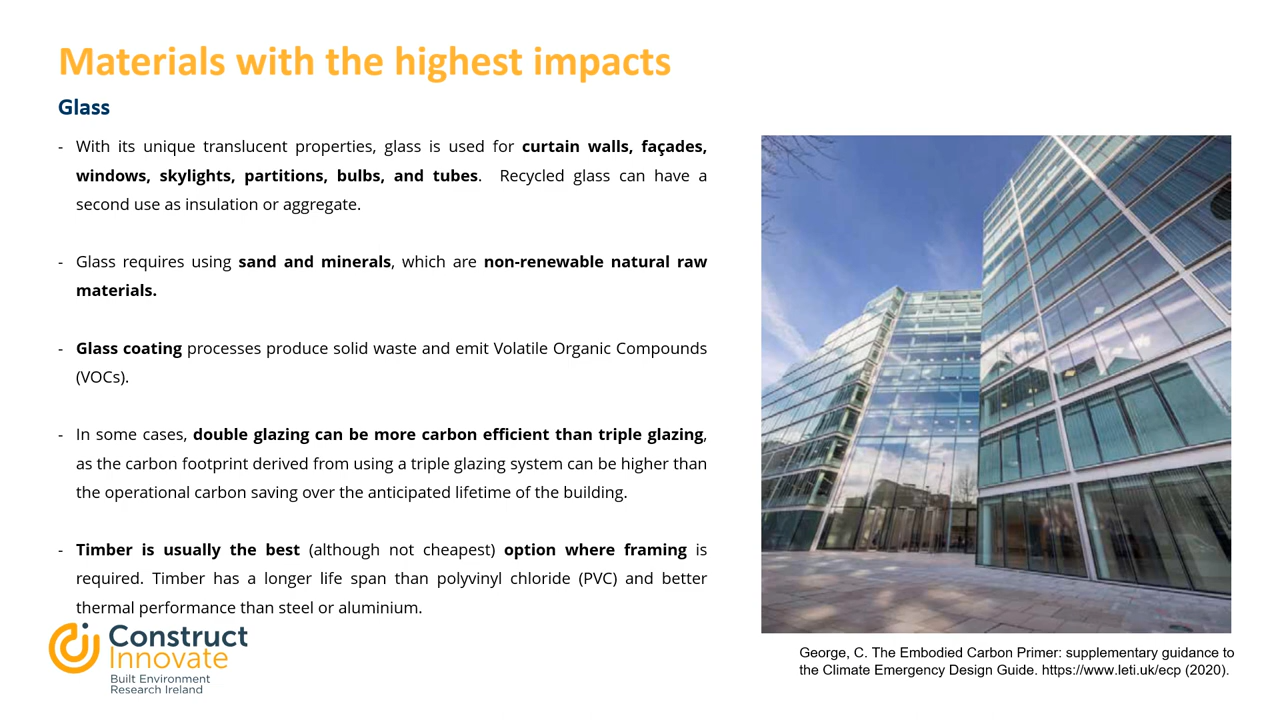 Materials with the highest impacts
Glass
- With its unique translucent properties, glass is used for curtain walls, façades,
windows, skylights, partitions, bulbs, and tubes.  Recycled glass can have a
second use as insulation or aggregate.
- Glass requires using sand and minerals, which are non-renewable natural raw
materials.
- Glass coating processes produce solid waste and emit Volatile Organic Compounds
(VOCs).
- In some cases, double glazing can be more carbon efficient than triple glazing,
as the carbon footprint derived from using a triple glazing system can be higher than
the operational carbon saving over the anticipated lifetime of the building.
- Timber is usually the best (although not cheapest) option where framing is
required. Timber has a longer life span than polyvinyl chloride (PVC) and better
thermal performance than steel or aluminium.
Construct
Innovate
Built Environment
Research Ireland
George, C. The Embodied Carbon Primer: supplementary guidance to
the Climate Emergency Design Guide. https://www.leti.uk/ecp (2020).